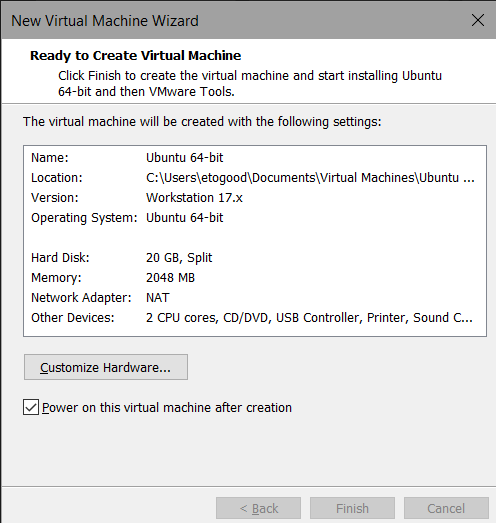 New Virtual Machine Wizard
Ready to Create Virtual Machine
Click Finish to create the virtual machine and start installing Ubuntu
64-bit and then VMware Tools.
The virtual machine will be created with the following settings:
Name: Ubuntu 64-bit
Location: C:\Users\etogood\Documents\Virtual Machines\Ubuntu ...
Version: Workstation 17.x
Operating System: Ubuntu 64-bit
Hard Disk: 20 GB, Split
Memory: 2048 MB
Network Adapter: NAT
Other Devices: 2 CPU cores, CD/DVD, USB Controller, Printer, Sound C...
Customize Hardware...
Power on this virtual machine after creation
< Back Finish Cancel